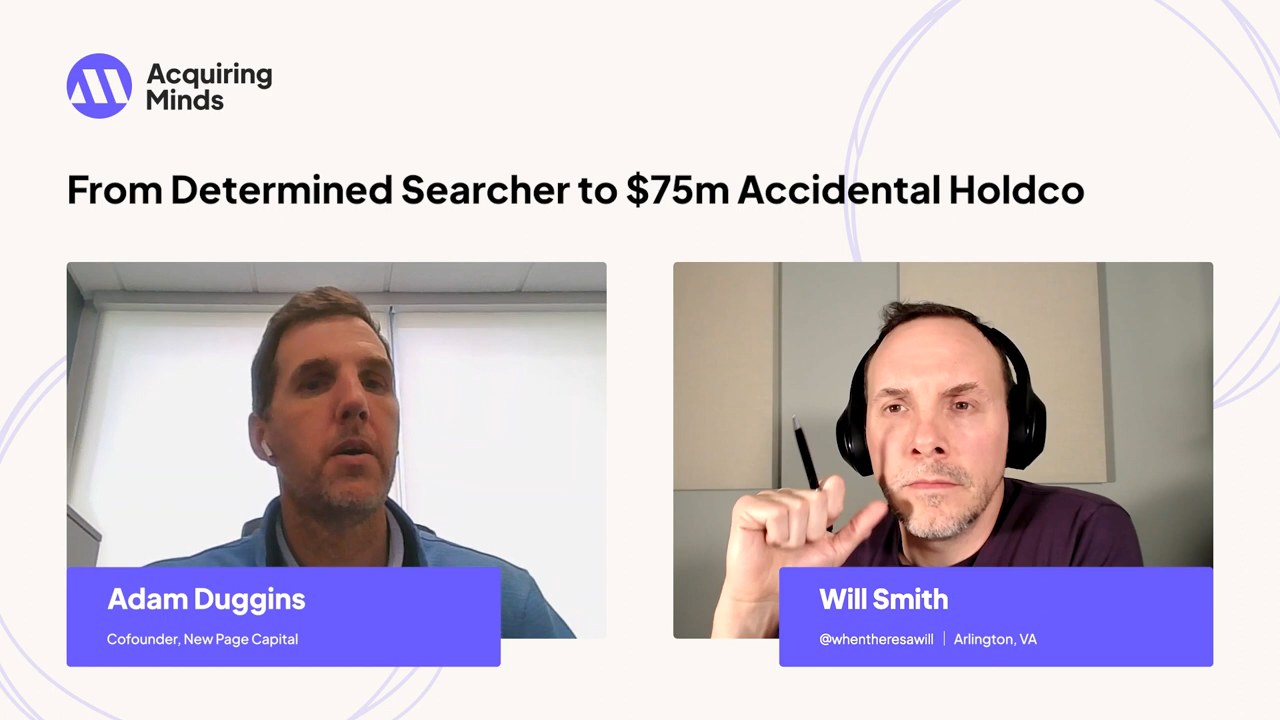 Acquiring
Minds
From Determined Searcher to $75m Accidental Holdco
Adam Duggins
Cofounder, New Page Capital
Will Smith
@whentheresawill | Arlington, VA